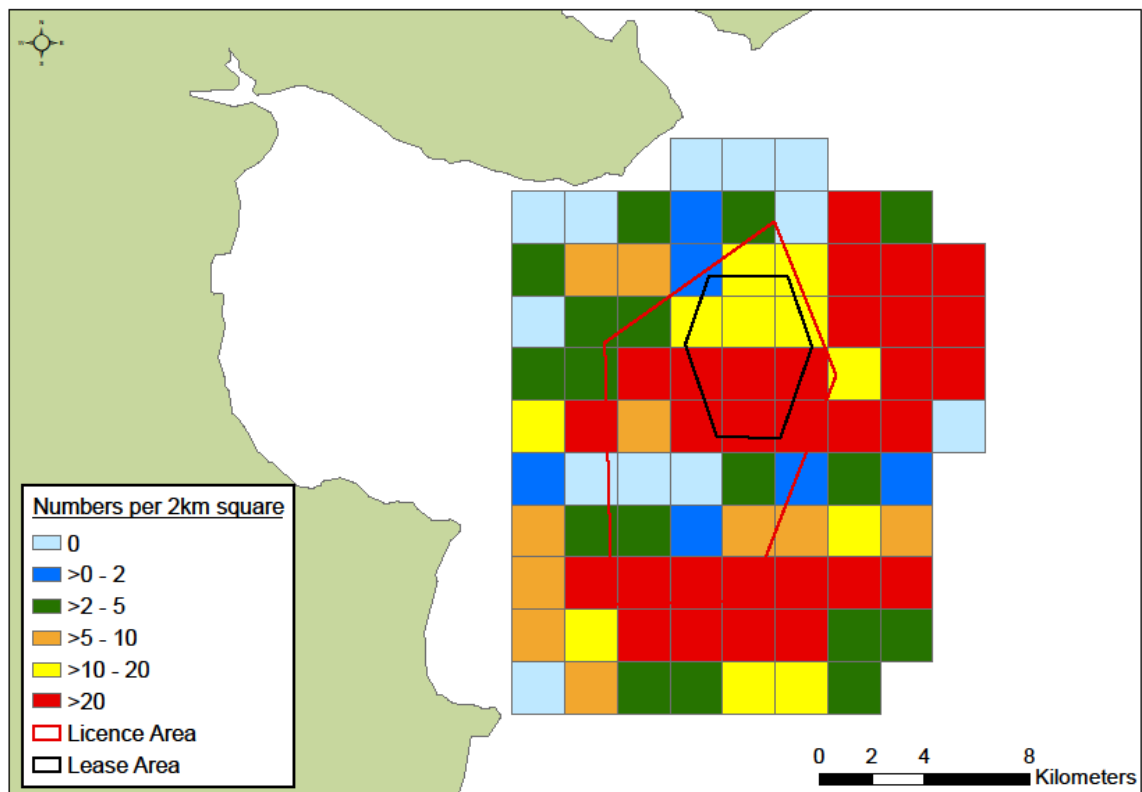 N
E
S
Numbers per 2km square
0
>0 - 2
>2 - 5
>5 - 10
>10 - 20
>20
Licence Area
Lease Area
0 2 4 8
Kilometers